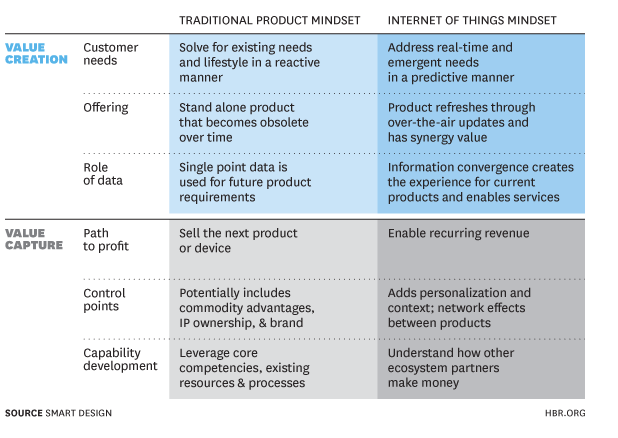 TRADITIONAL PRODUCT MINDSET
INTERNET OF THINGS MINDSET
VALUE
CREATION
Customer
needs
Solve for existing needs
and lifestyle in a reactive
manner
Address real-time and
emergent needs
in a predictive manner
Offering
Stand alone product
that becomes obsolete
over time
Product refreshes through
over-the-air updates and
has synergy value
Role
of data
Single point data is
used for future product
requirements
Information convergence creates
the experience for current
products and enables services
VALUE
CAPTURE
Path
to profit
Sell the next product
or device
Enable recurring revenue
Control
points
Potentially includes
commodity advantages,
IP ownership, & brand
Adds personalization and
context; network effects
between products
Capability
development
Leverage core
competencies, existing
resources & processes
Understand how other
ecosystem partners
make money
SOURCE SMART DESIGN
HBR.ORG